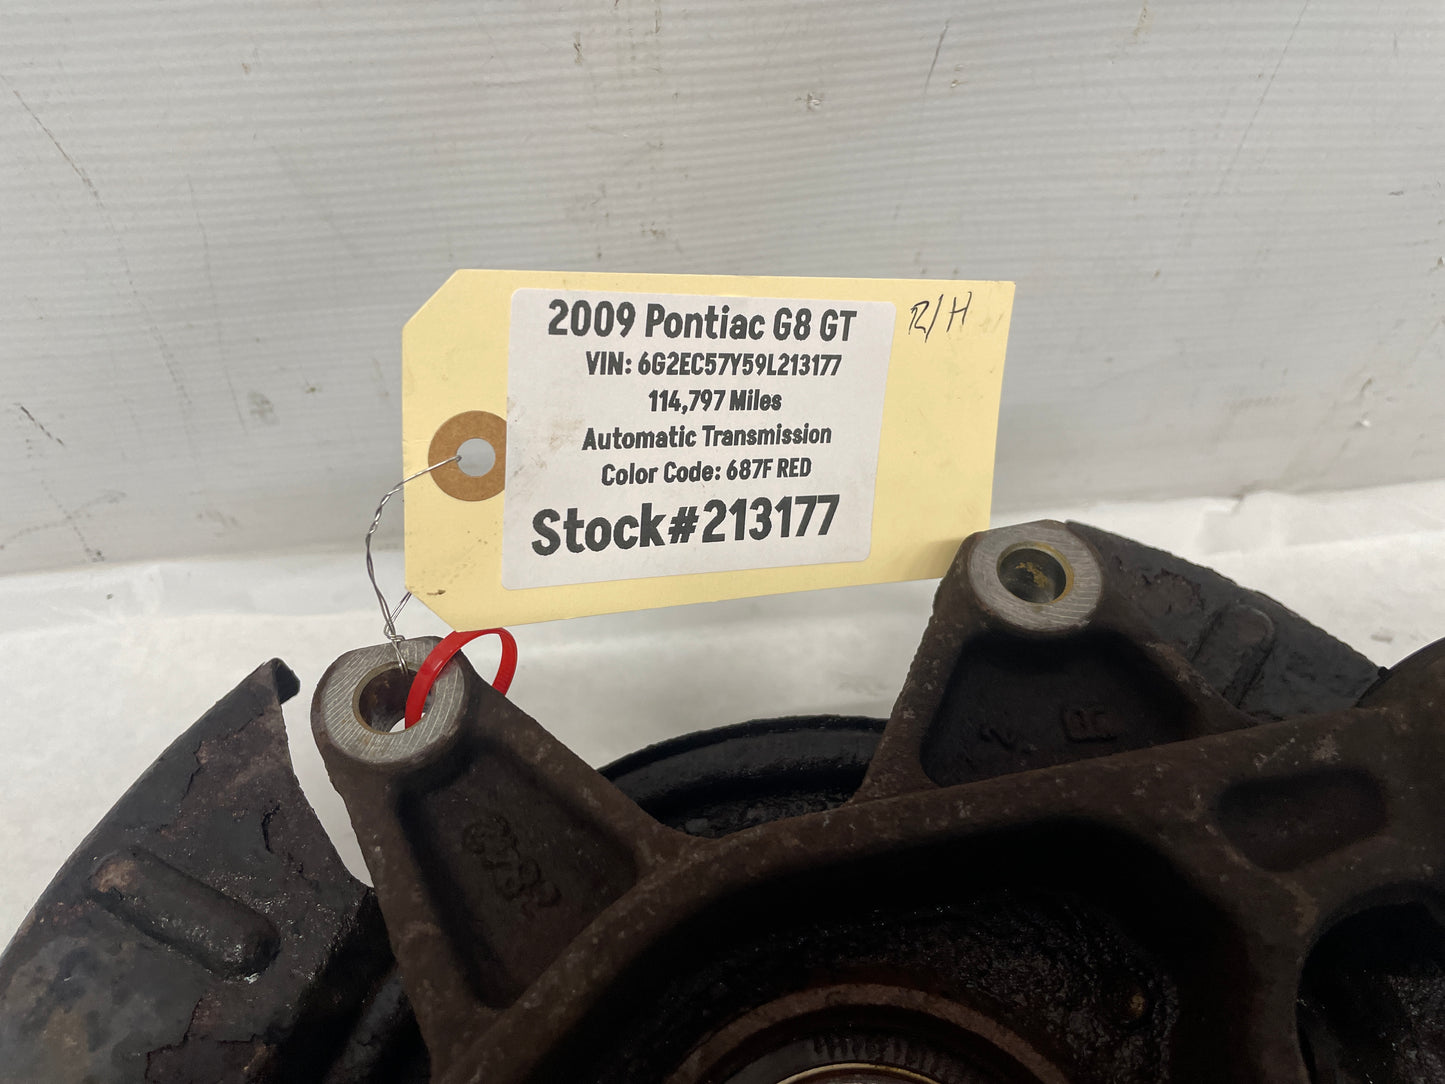 2009 Pontiac G8 GT
R/H
VIN: 6G2EC57Y59L213177
114,797 Miles
Automatic Transmission
Color Code: 687F RED
Stock#213177